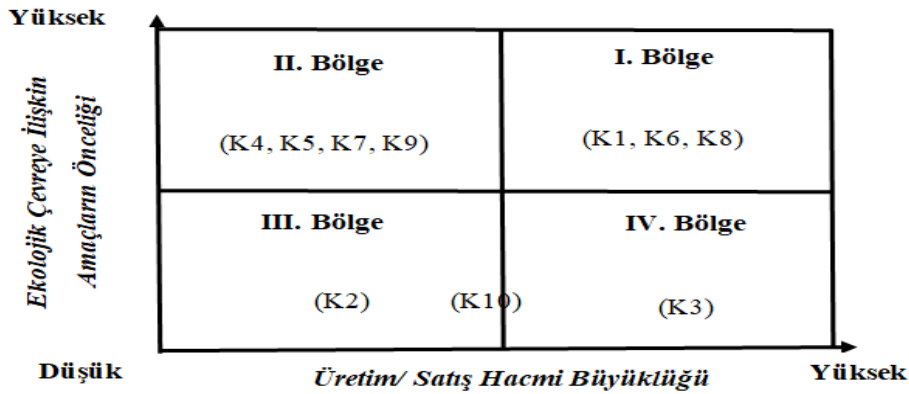 Yüksek
Ekolojik Çevreye İlişkin
Amaçların Önceliği
II. Bölge
I. Bölge
(K4, K5, K7, K9)
(K1, K6, K8)
III. Bölge
IV. Bölge
(K2)
(K10)
(K3)
Düşük
Üretim/ Satış Hacmi Büyüklüğü
Yüksek